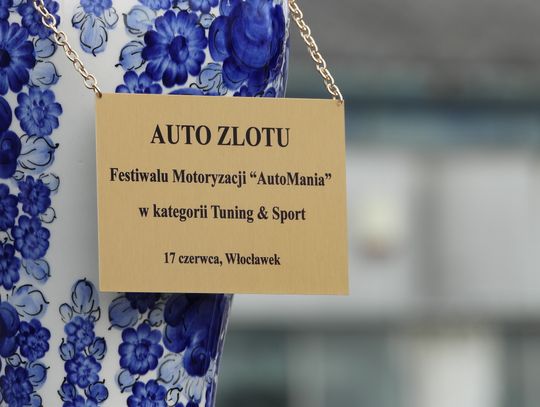 AUTO ZLOTU
Festiwalu Motoryzacji “AutoMania”
w kategorii Tuning & Sport
17 czerwca, Włocławek